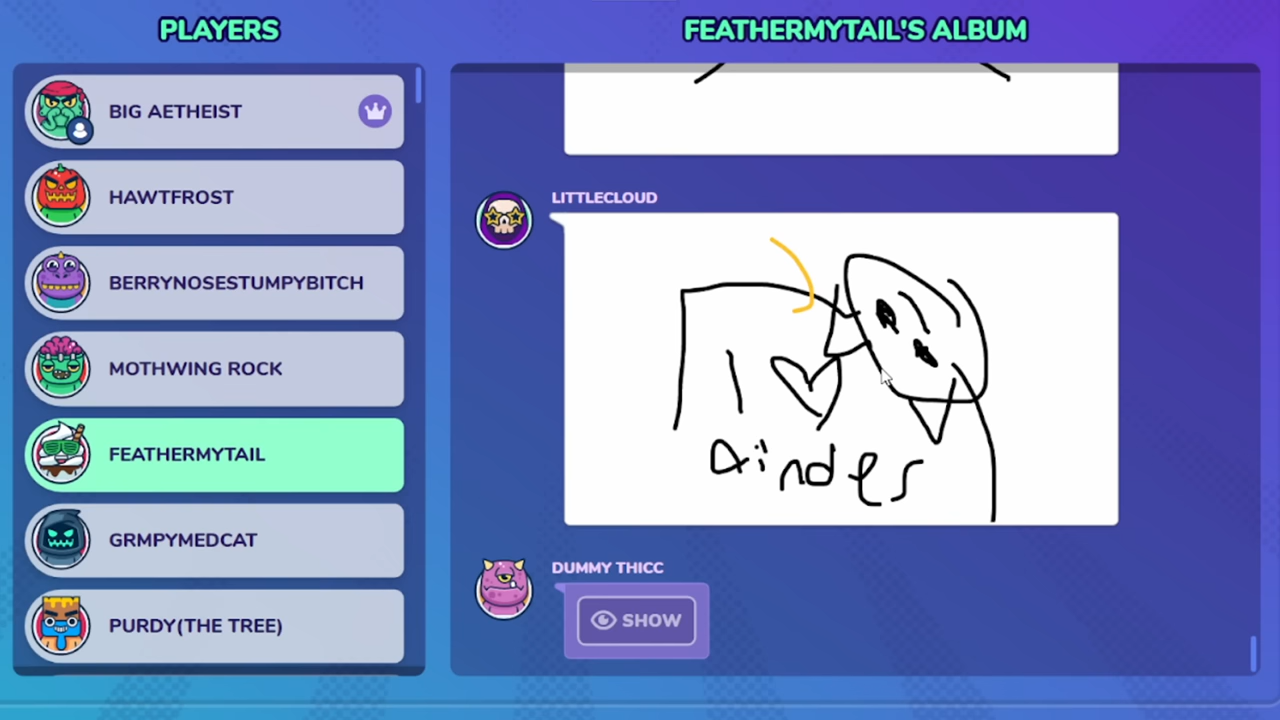 PLAYERS
FEATHERMYTAIL'S ALBUM
BIG AETHEIST
HAWTFROST
BERRYNOSESTUMPYBITCH
MOTHWING ROCK
FEATHERMYTAIL
GRMPYMEDCAT
PURDY(THE TREE)
LITTLECLOUD
I
DUMMY THICC
SHOW